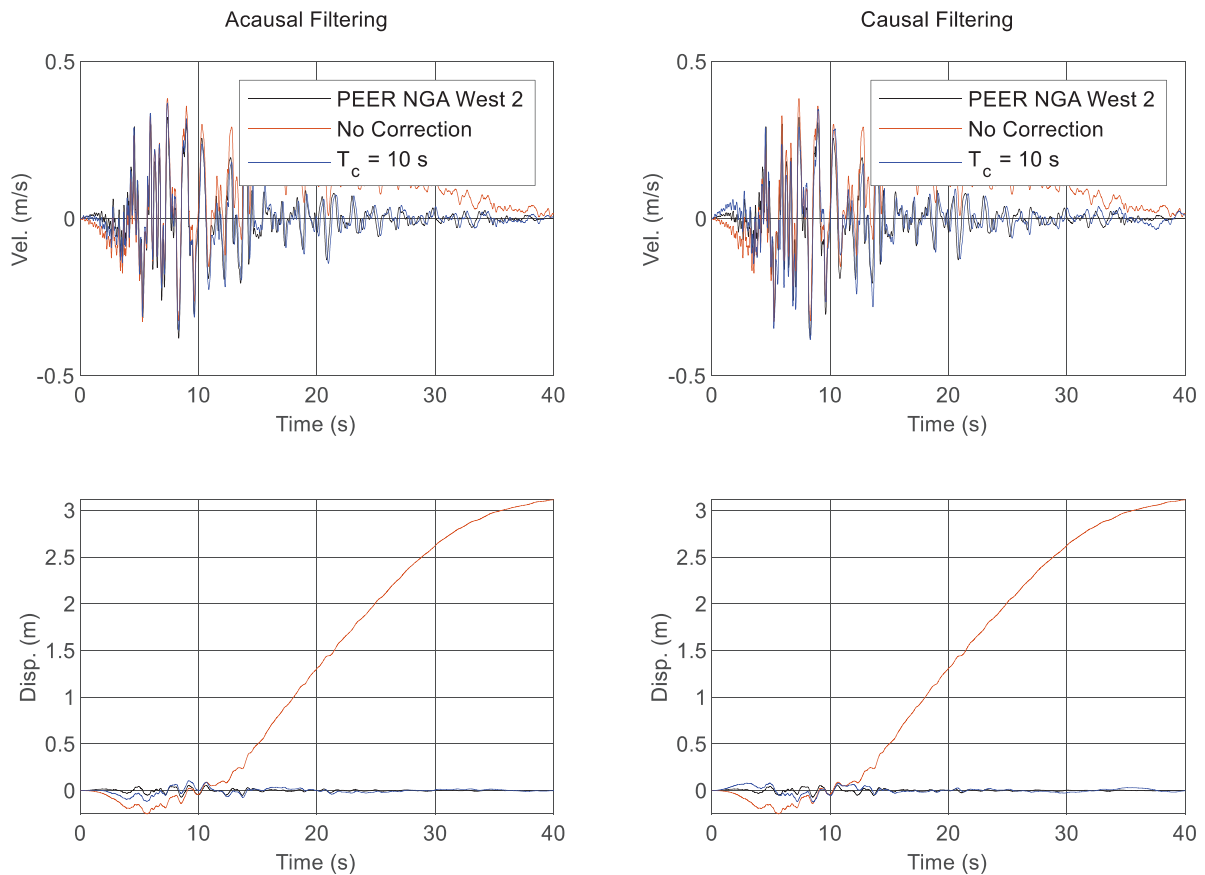 Acausal Filtering
Causal Filtering
0.5
0
-0.5
Vel. (m/s)
PEER NGA West 2
No Correction
T_c = 10 s
0 10 20 30 40
Time (s)
0.5
0
-0.5
Vel. (m/s)
PEER NGA West 2
No Correction
T_c = 10 s
0 10 20 30 40
Time (s)
3
2.5
2
1.5
1
0.5
0
Disp. (m)
0 10 20 30 40
Time (s)
3
2.5
2
1.5
1
0.5
0
Disp. (m)
0 10 20 30 40
Time (s)